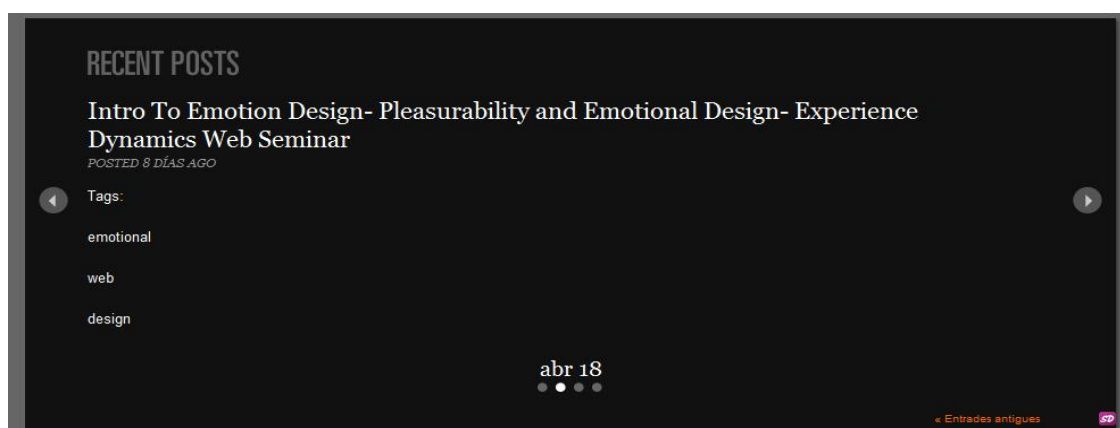 RECENT POSTS
Intro To Emotion Design- Pleasurability and Emotional Design- Experience
Dynamics Web Seminar
POSTED 8 DÍAS AGO
Tags:
emotional
web
design
abr 18
« Entrades antigues
SD